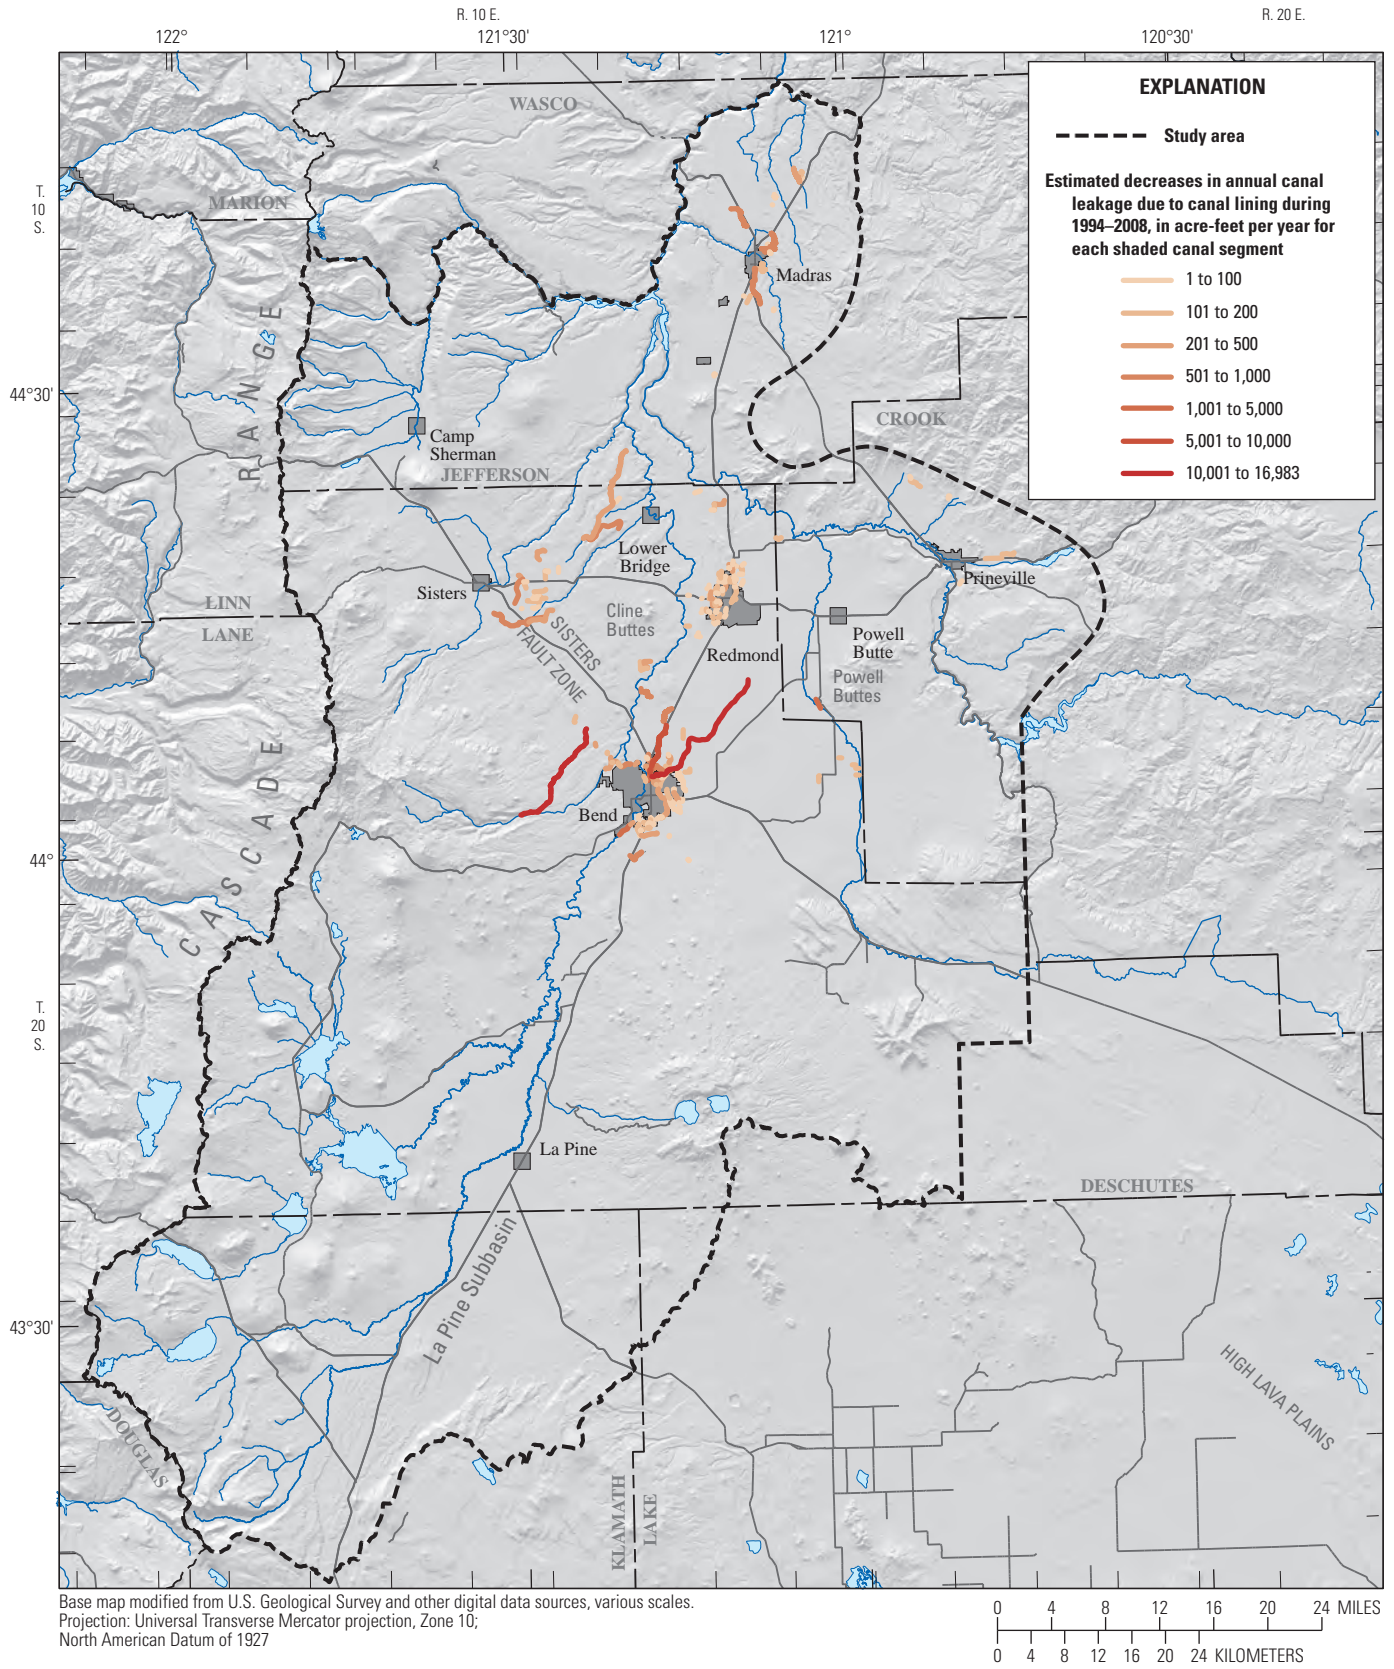 R. 10 E.
R. 20 E.
122°
121°30'
121°
120°30'
EXPLANATION
Study area
Estimated decreases in annual canal
leakage due to canal lining during
1994–2008, in acre-feet per year for
each shaded canal segment
1 to 100
101 to 200
201 to 500
501 to 1,000
1,001 to 5,000
5,001 to 10,000
10,001 to 16,983
WASCO
T.
10
S.
MARION
Madras
RANGE
44°30'
CROOK
Camp
Sherman
JEFFERSON
Lower
Bridge
Prineville
Sisters
LINN
LANE
Cline
Buttes
SISTERS
FAULT ZONE
Powell
Butte
Redmond
Powell
Buttes
CASCADE
Bend
44°
T.
20
S.
La Pine
DESCHUTES
La Pine Subbasin
43°30'
HIGH LAVA PLAINS
DOUGLAS
KLAMATH
LAKE
Base map modified from U.S. Geological Survey and other digital data sources, various scales.
Projection: Universal Transverse Mercator projection, Zone 10;
North American Datum of 1927
0 4 8 12 16 20 24 MILES
0 4 8 12 16 20 24 KILOMETERS